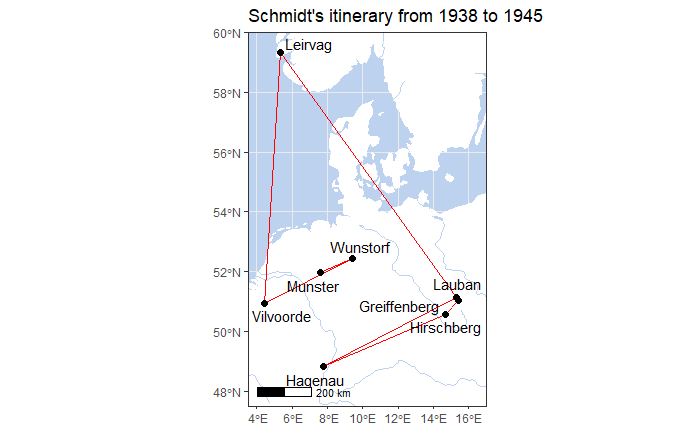 Schmidt's itinerary from 1938 to 1945
60°N
Leirvag
58°N
56°N
54°N
Wunstorf
52°N
Munster
Lauban
Greiffenberg
Vilvoorde
Hirschberg
50°N
Hagenau
48°N
200 km
4°E
6°E
8°E
10°E
12°E
14°E
16°E